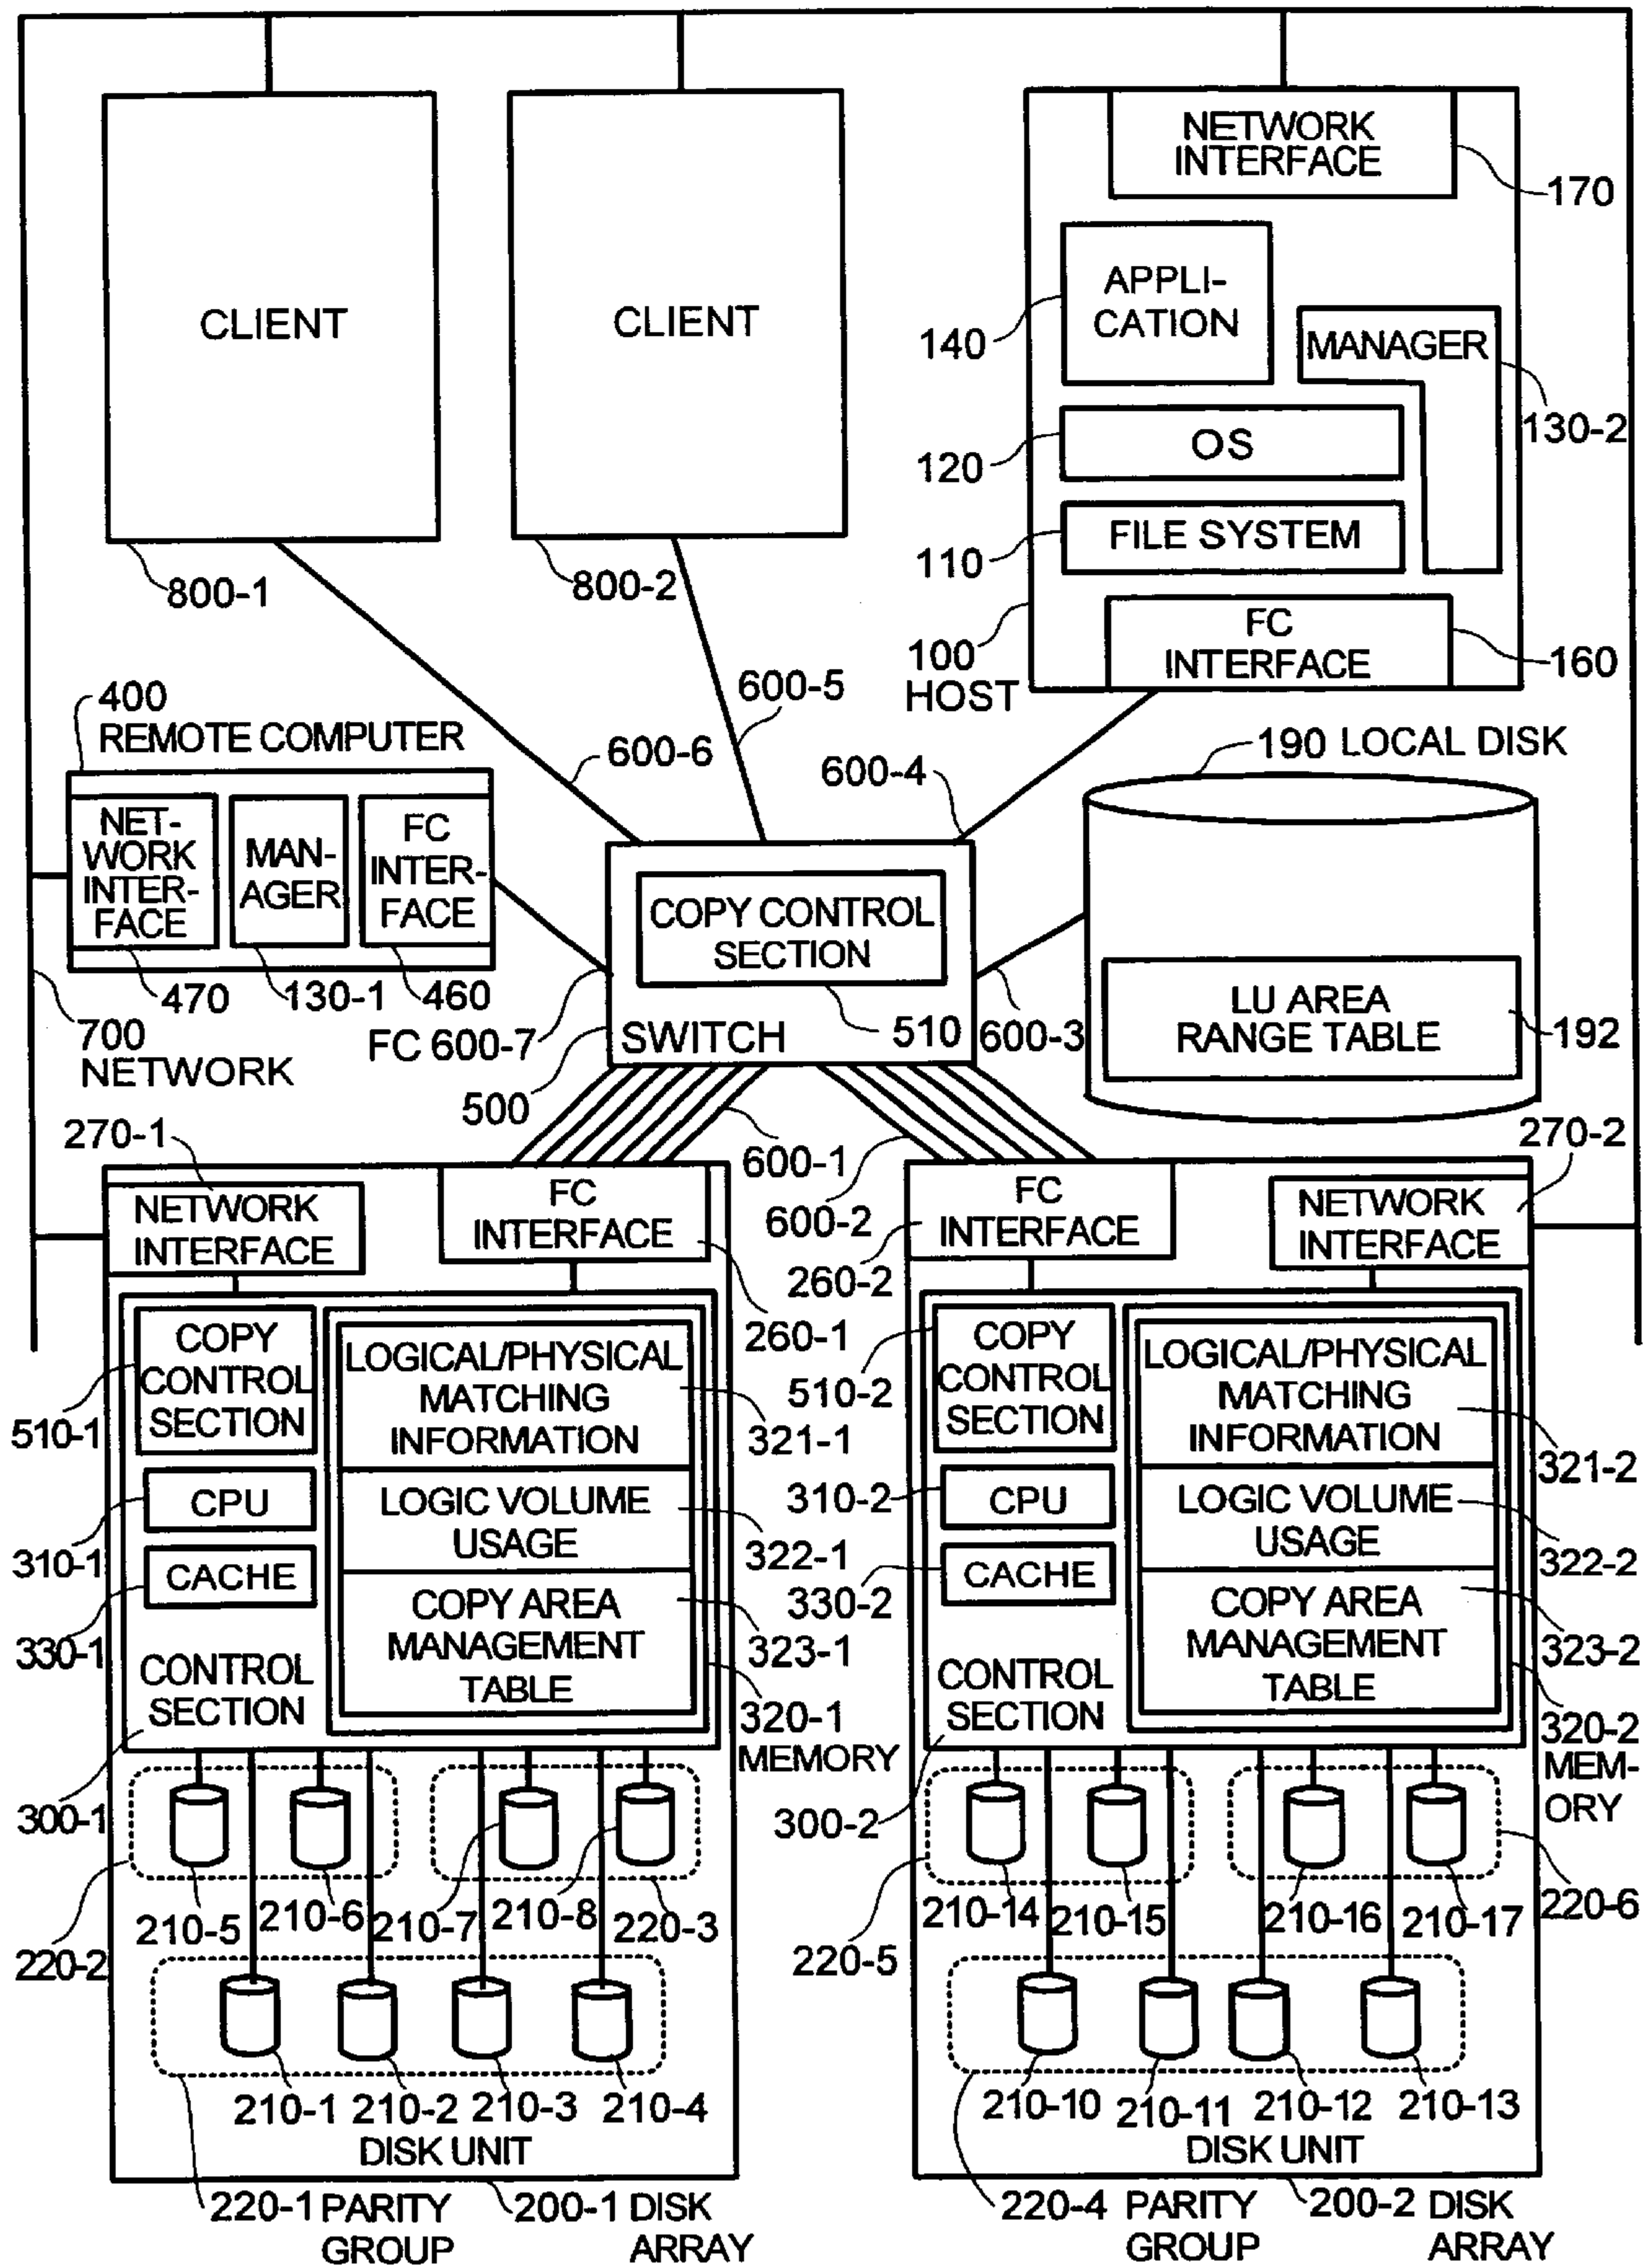 CLIENT
CLIENT
NETWORK
INTERFACE
170
APPLI-
CATION
140
MANAGER
130-2
OS
120
FILE SYSTEM
110
800-1
800-2
100
HOST
FC
INTERFACE
160
400
REMOTE COMPUTER
600-5
600-6
600-4
190 LOCAL DISK
NET-
WORK
INTER-
FACE
MAN-
AGER
FC
INTER-
FACE
COPY CONTROL
SECTION
470
130-1
460
LU AREA
RANGE TABLE
192
700
NETWORK
FC 600-7
SWITCH
510
600-3
500
270-1
270-2
600-1
600-2
NETWORK
INTERFACE
FC
INTERFACE
260-1
FC
INTERFACE
260-2
NETWORK
INTERFACE
COPY
CONTROL
SECTION
510-1
LOGICAL/PHYSICAL
MATCHING
INFORMATION
321-1
CPU
310-1
LOGIC VOLUME
USAGE
322-1
CACHE
330-1
COPY AREA
MANAGEMENT
TABLE
323-1
CONTROL
SECTION
320-1
MEMORY
300-1
COPY
CONTROL
SECTION
510-2
LOGICAL/PHYSICAL
MATCHING
INFORMATION
321-2
CPU
310-2
LOGIC VOLUME
USAGE
322-2
CACHE
330-2
COPY AREA
MANAGEMENT
TABLE
323-2
CONTROL
SECTION
320-2
MEM-
ORY
300-2
210-5
210-6
210-7
210-8
220-3
220-2
210-14
210-15
210-16
210-17
220-6
220-5
210-1
210-2
210-3
210-4
DISK UNIT
210-10
210-11
210-12
210-13
DISK UNIT
220-1 PARITY
GROUP
200-1 DISK
ARRAY
220-4 PARITY
GROUP
200-2 DISK
ARRAY